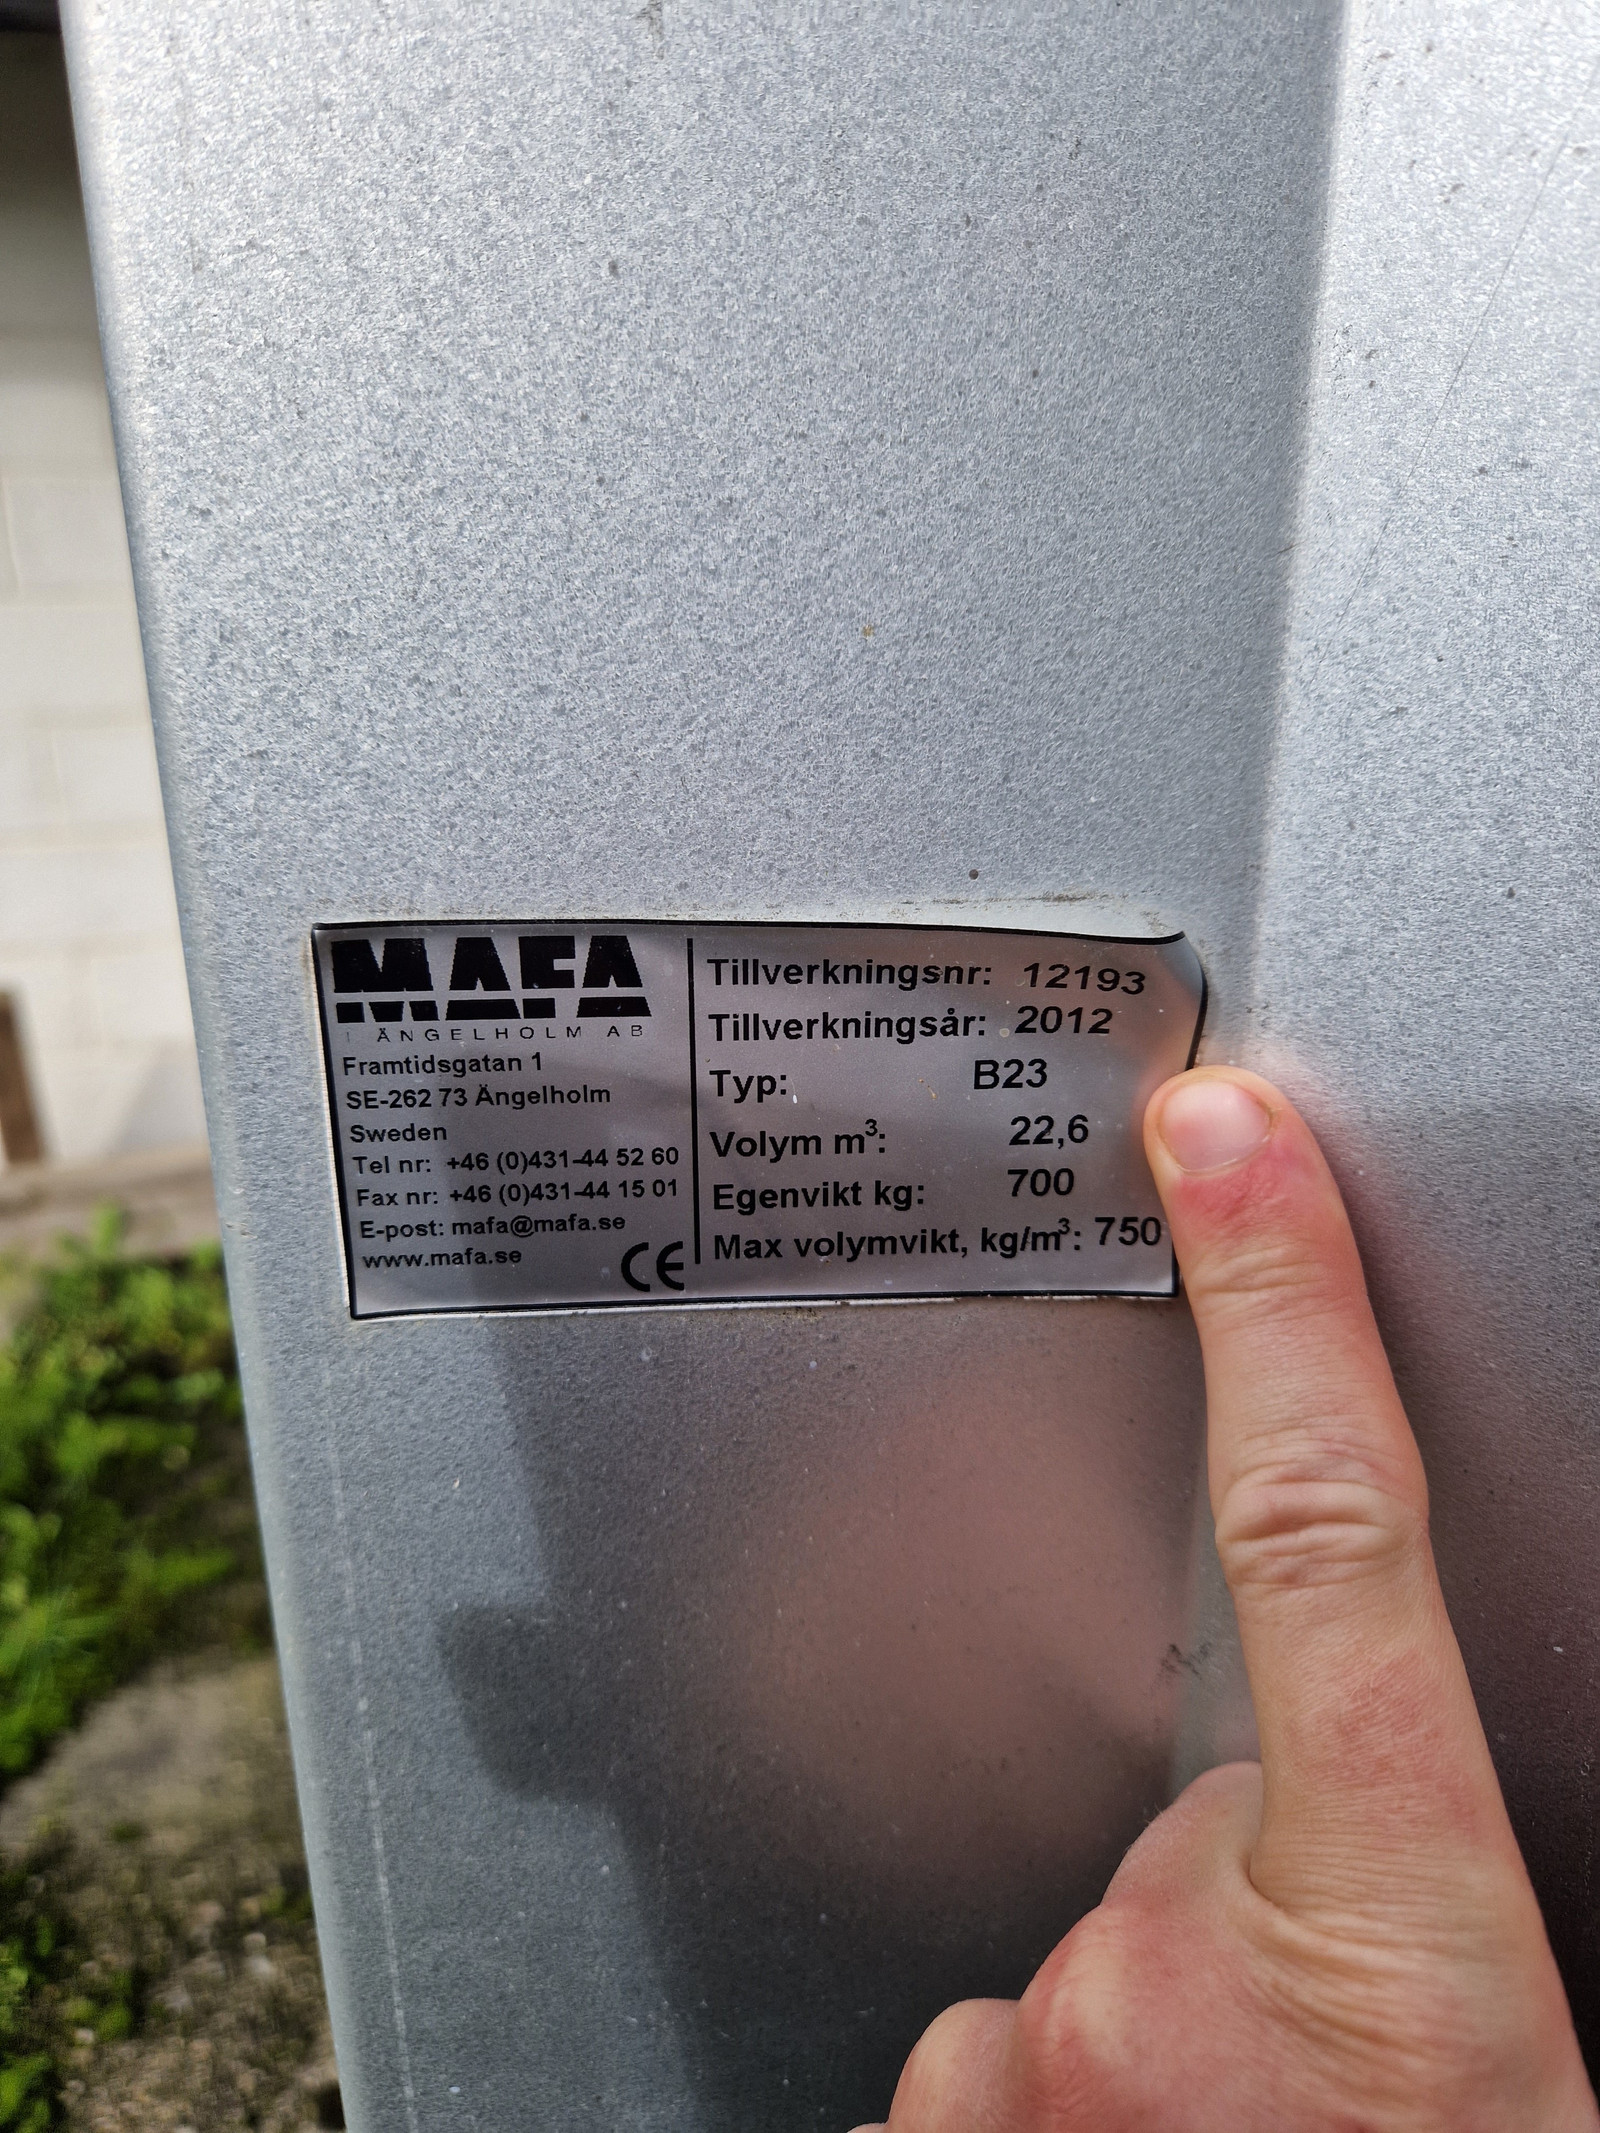 MAFA
I ÄNGELHOLM AB
Framtidsgatan 1
SE-262 73 Ängelholm
Sweden
Tel nr: +46 (0)431-44 52 60
Fax nr: +46 (0)431-44 15 01
E-post: mafa@mafa.se
www.mafa.se
CE
Tillverkningsnr: 12193
Tillverkningsår: 2012
Typ: B23
Volym m³: 22,6
Egenvikt kg: 700
Max volymvikt, kg/m³: 750